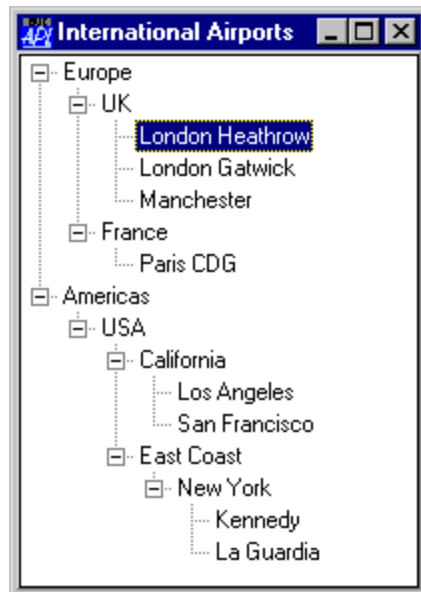 International Airports
Europe
UK
London Heathrow
London Gatwick
Manchester
France
Paris CDG
Americas
USA
California
Los Angeles
San Francisco
East Coast
New York
Kennedy
La Guardia